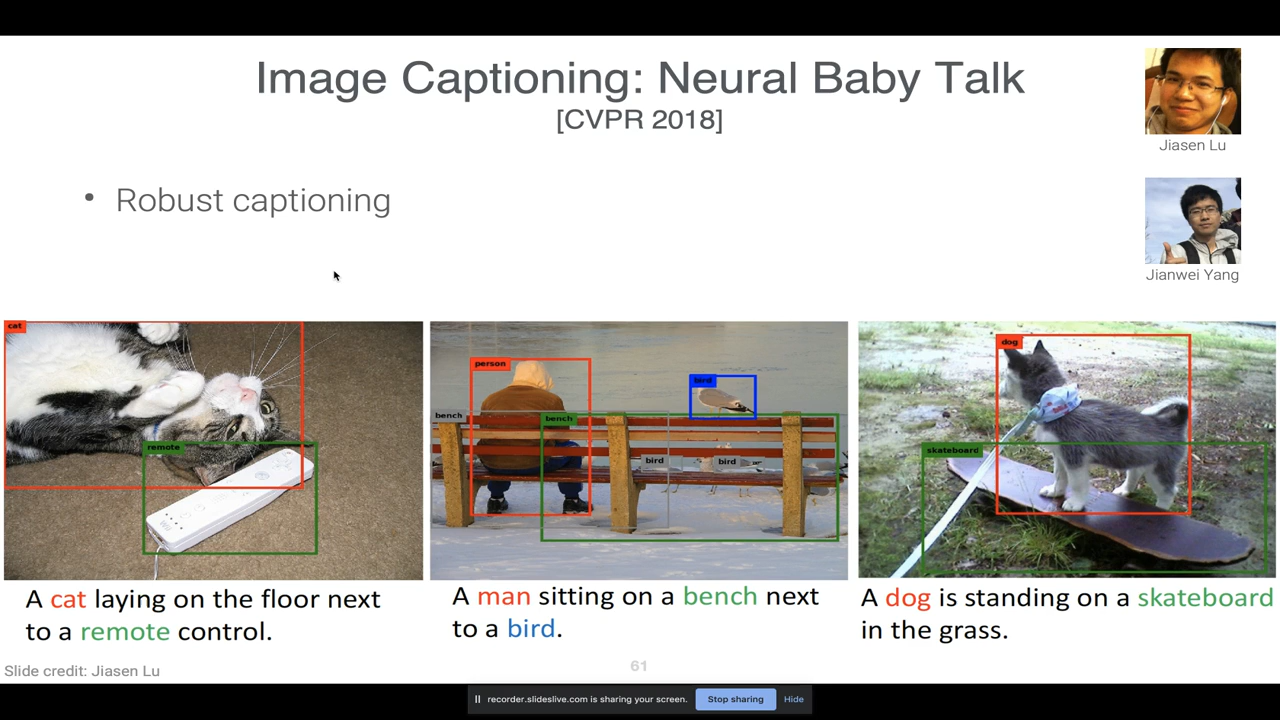 Image Captioning: Neural Baby Talk
[CVPR 2018]
Jiasen Lu
Jianwei Yang
• Robust captioning
cat
remote
Wii
person
bird
bench
bench
bird
bird
dog
skateboard
A cat laying on the floor next
to a remote control.
A man sitting on a bench next
to a bird.
A dog is standing on a skateboard
in the grass.
Slide credit: Jiasen Lu
61
recorder.slideslive.com is sharing your screen.
Stop sharing
Hide